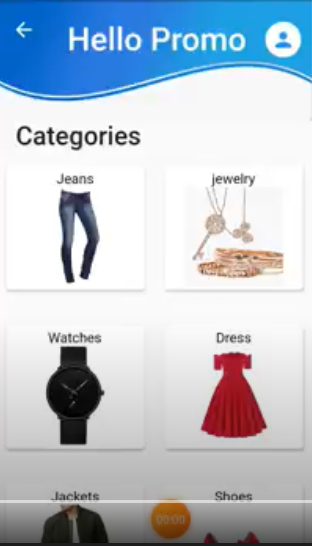 Hello Promo
Categories
Jeans
jewelry
Watches
Dress
Jackets
Shoes
00:00